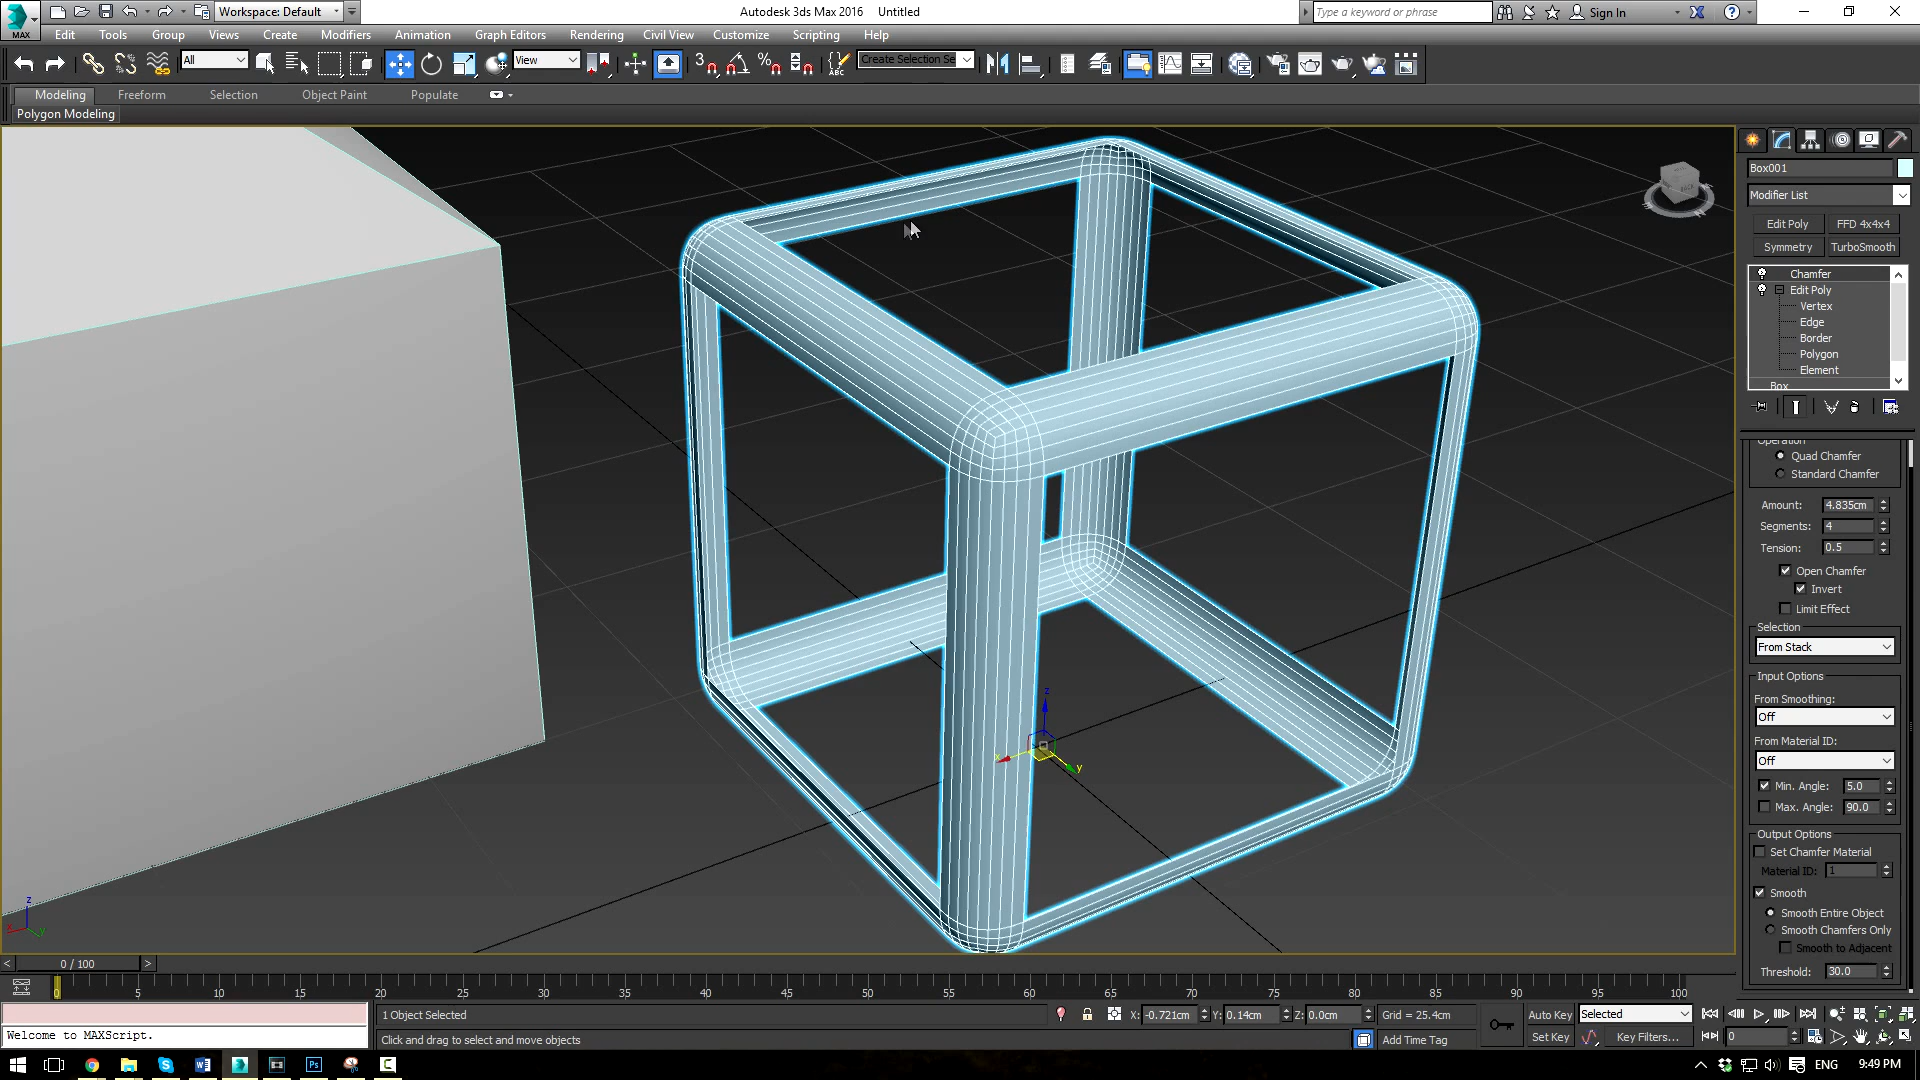 MAX
Workspace: Default
Autodesk 3ds Max 2016 Untitled
Type a keyword or phrase
Sign In
Edit Tools Group Views Create Modifiers Animation Graph Editors Rendering Civil View Customize Scripting Help
All
View
3
ABC
Create Selection Se
Modeling Freeform Selection Object Paint Populate
Polygon Modeling
Box001
Modifier List
Edit Poly FFD 4x4x4
Symmetry TurboSmooth
Chamfer
Edit Poly
Vertex
Edge
Border
Polygon
Element
Box
Operation
Quad Chamfer
Standard Chamfer
Amount: 4.835cm
Segments: 4
Tension: 0.5
Open Chamfer
Invert
Limit Effect
Selection
From Stack
Input Options
From Smoothing:
Off
From Material ID:
Off
Min. Angle: 5.0
Max. Angle: 90.0
Output Options
Set Chamfer Material
Material ID: 1
Smooth
Smooth Entire Object
Smooth Chamfers Only
Smooth to Adjacent
Threshold: 30.0
z
x
y
z
x
y
< 0 / 100 >
0 5 10 15 20 25 30 35 40 45 50 55 60 65 70 75 80 85 90 95 100
1 Object Selected
X: -0.721cm Y: 0.14cm Z: 0.0cm Grid = 25.4cm
Auto Key Selected
Welcome to MAXScript.
Click and drag to select and move objects
Add Time Tag
Set Key Key Filters... 0
ENG 9:49 PM